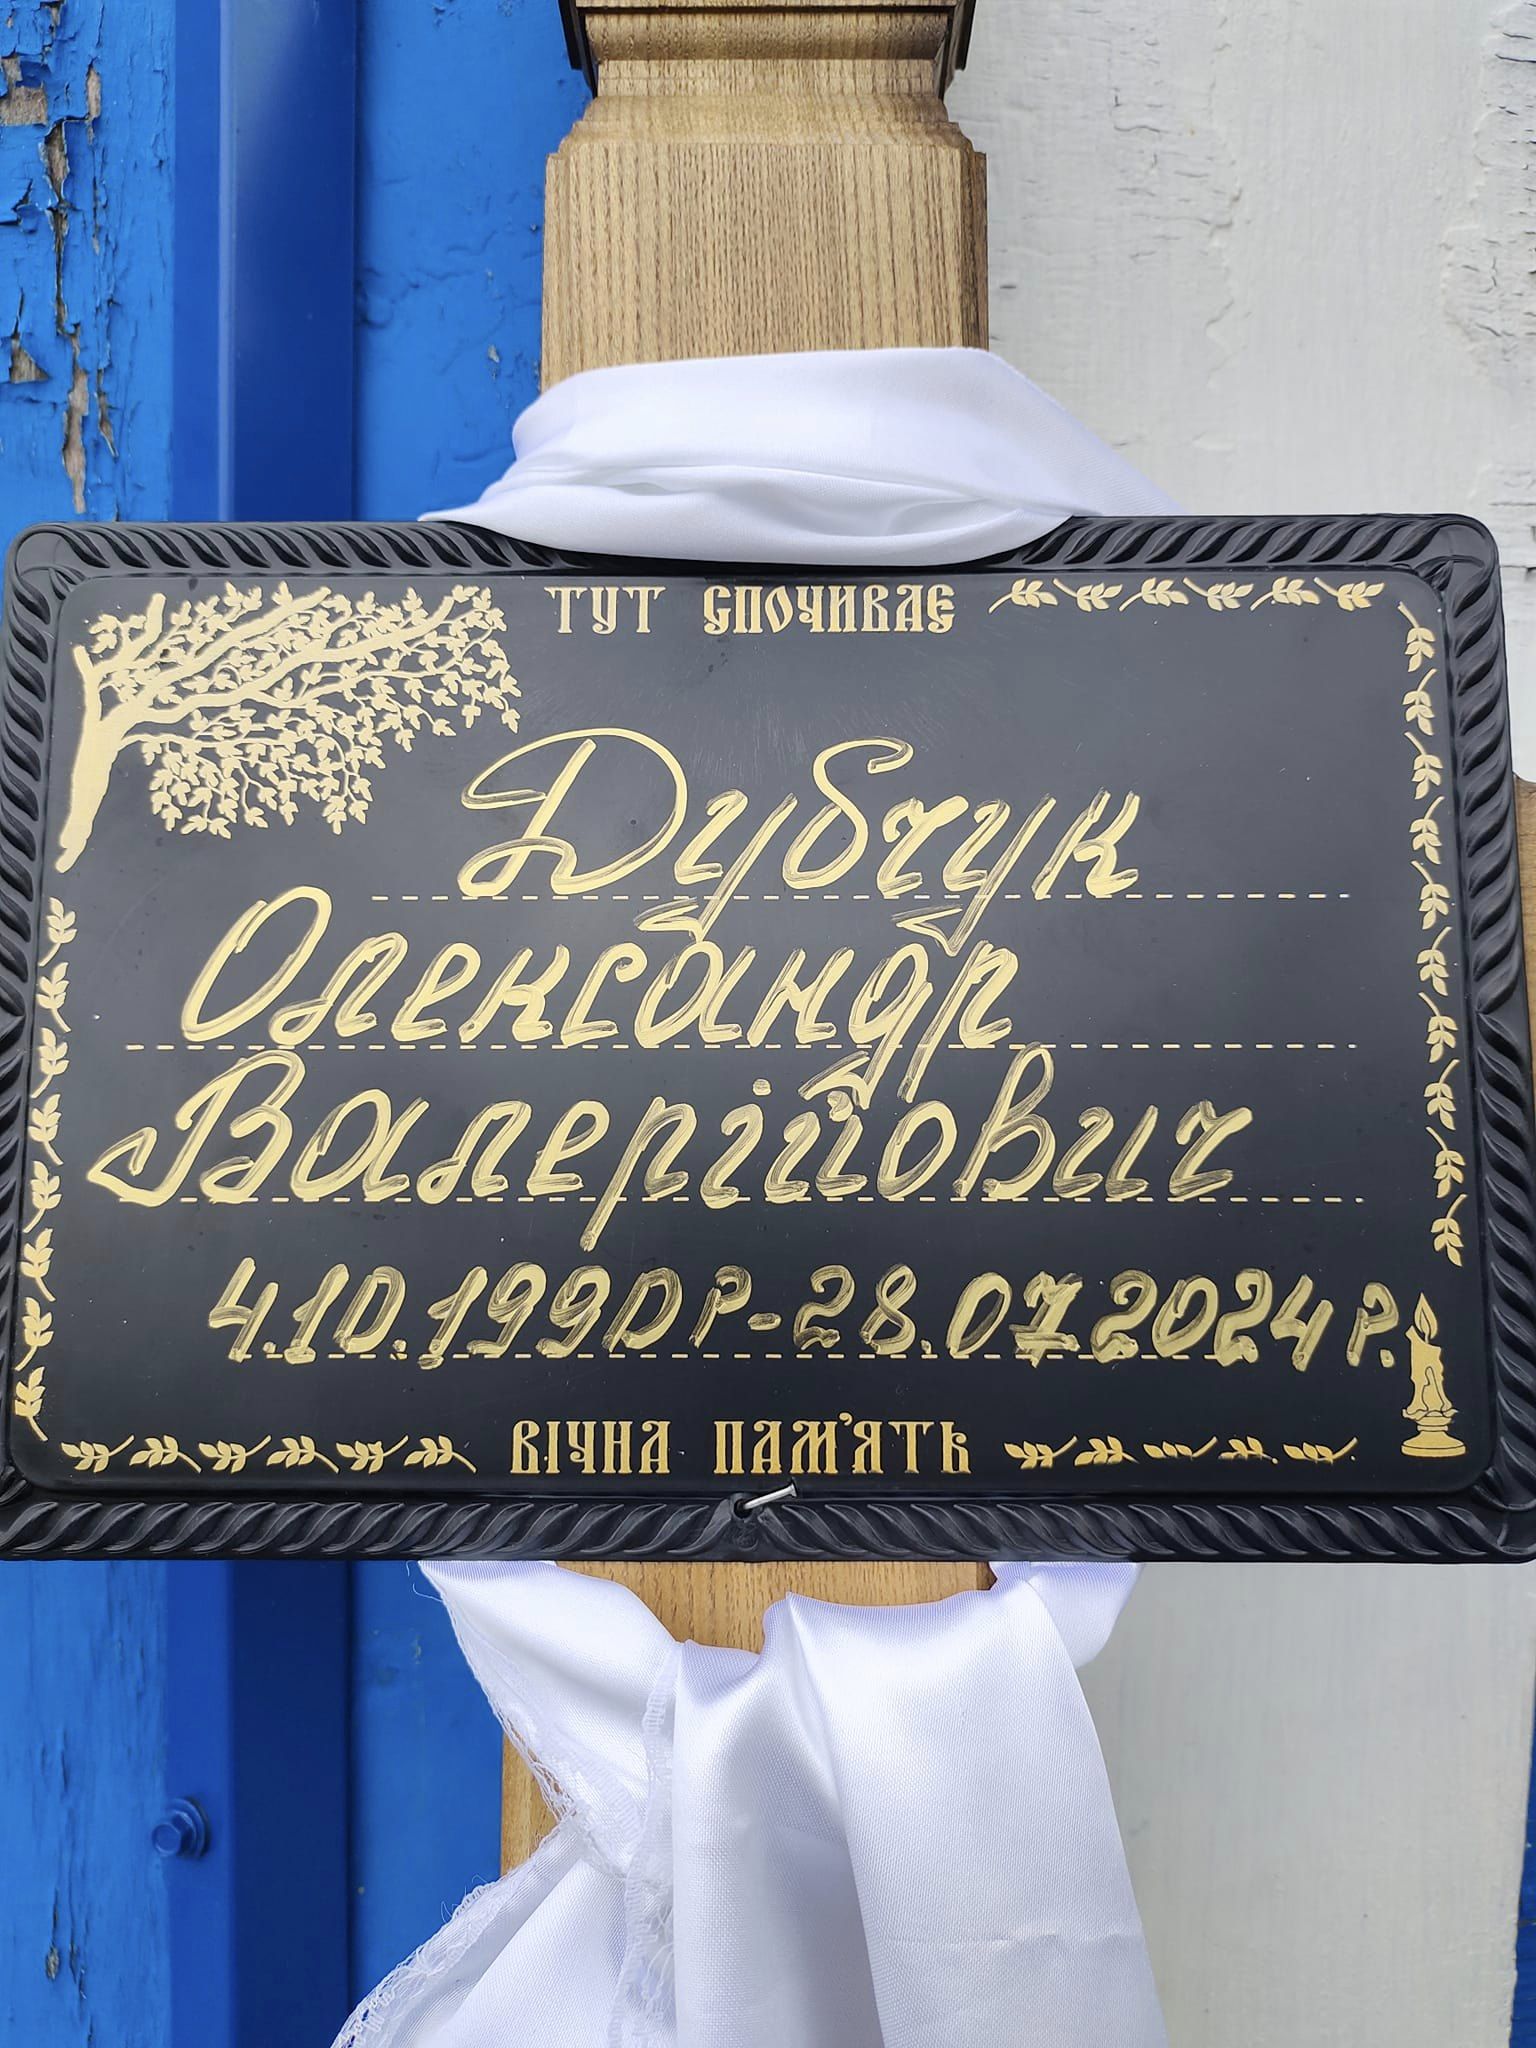 ТУТ СПОЧИВАЄ
Дубчук
Олександр
Валерійович
4.10.1990р-28.07.2024р.
ВІЧНА ПАМ'ЯТЬ